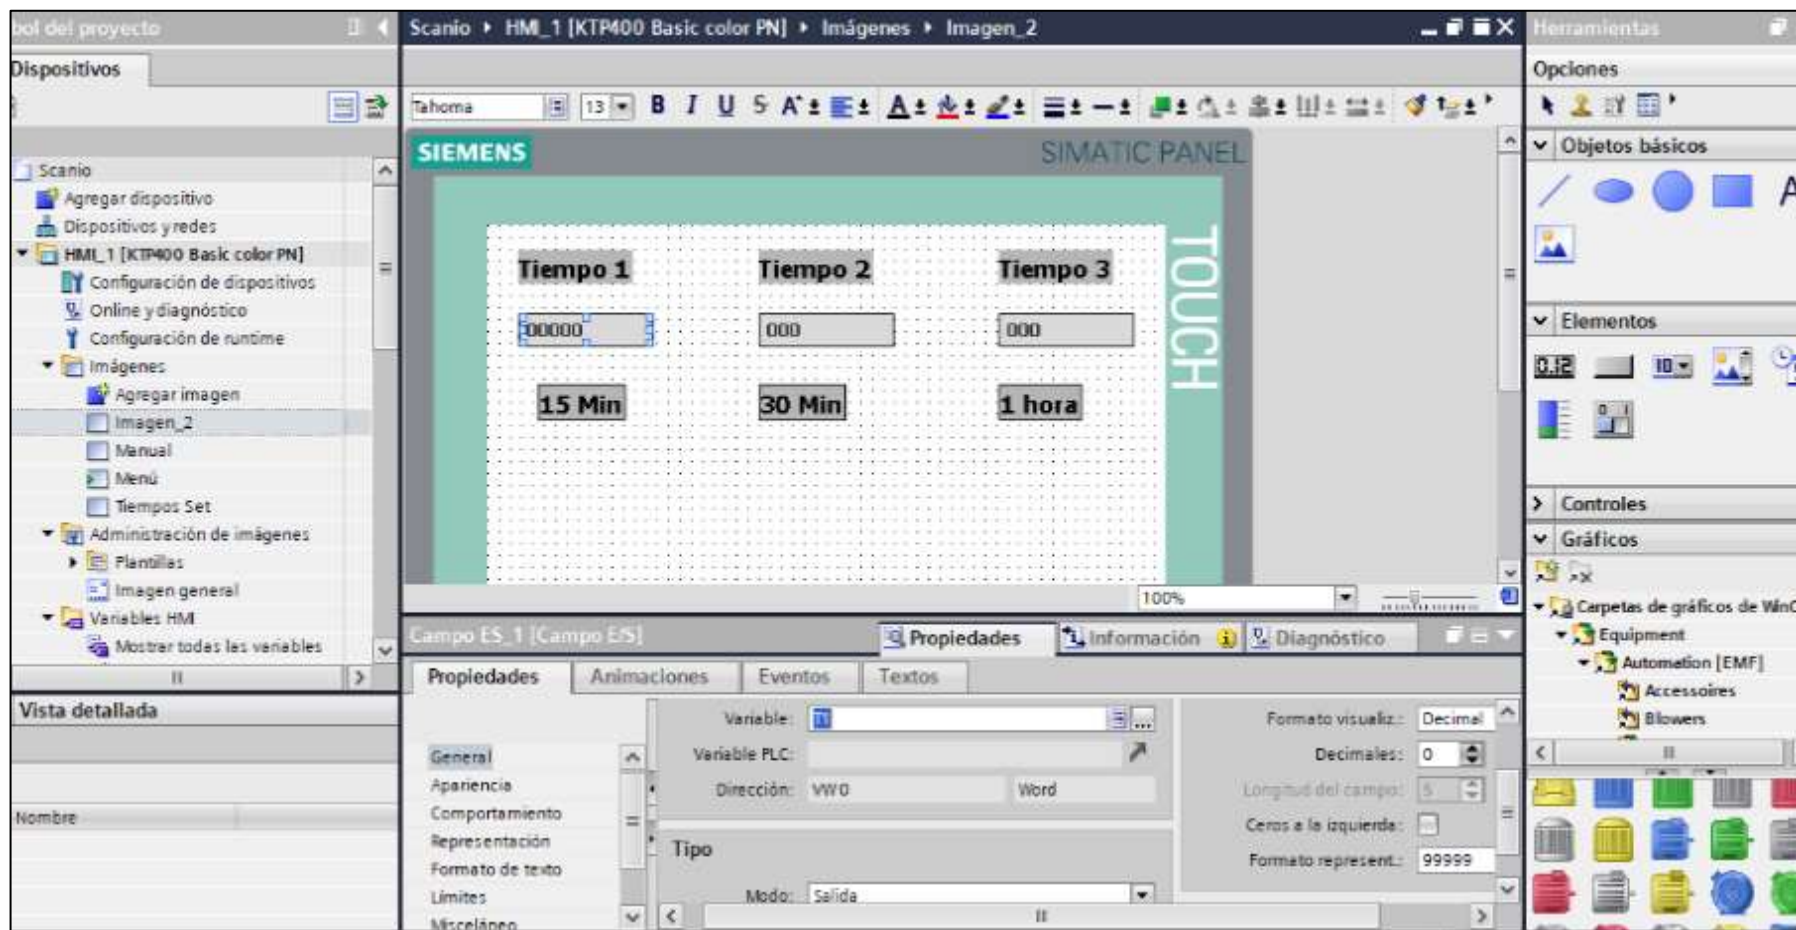 bol del proyecto
Dispositivos
Scanio
Agregar dispositivo
Dispositivos y redes
HMI_1 [KTP400 Basic color PN]
Configuración de dispositivos
Online y diagnóstico
Configuración de runtime
Imágenes
Agregar imagen
Imagen_2
Manual
Menú
Tiempos Set
Administración de imágenes
Plantillas
Imagen general
Variables HMI
Mostrar todas las variables
Vista detallada
Nombre
Scanio HMI_1 [KTP400 Basic color PN] Imágenes Imagen_2
Tahoma 13 B I U S A A
SIEMENS SIMATIC PANEL
TOUCH
Tiempo 1 Tiempo 2 Tiempo 3
00000 000 000
15 Min 30 Min 1 hora
100%
Campo ES_1 [Campo E/S] Propiedades Información Diagnóstico
Propiedades Animaciones Eventos Textos
General
Apariencia
Comportamiento
Representación
Formato de texto
Límites
Misceláneo
Variable:
Variable PLC:
Dirección: VW 0 Word
Tipo
Modo: Salida
Formato visualiz.: Decimal
Decimales: 0
Longitud del campo: 5
Ceros a la izquierda:
Formato represent.: 99999
Herramientas
Opciones
Objetos básicos
A
Elementos
0.12 10
0 1
Controles
Gráficos
Carpetas de gráficos de WinC
Equipment
Automation [EMF]
Accessoires
Blowers